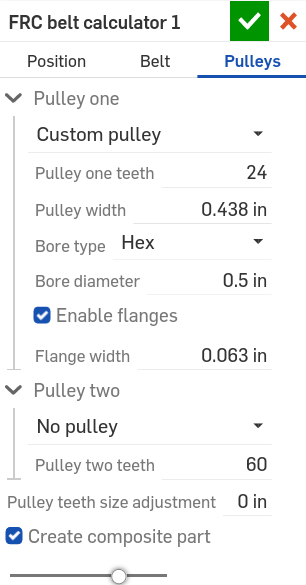 FRC belt calculator 1
Position Belt Pulleys
Pulley one
Custom pulley
Pulley one teeth 24
Pulley width 0.438 in
Bore type Hex
Bore diameter 0.5 in
Enable flanges
Flange width 0.063 in
Pulley two
No pulley
Pulley two teeth 60
Pulley teeth size adjustment 0 in
Create composite part